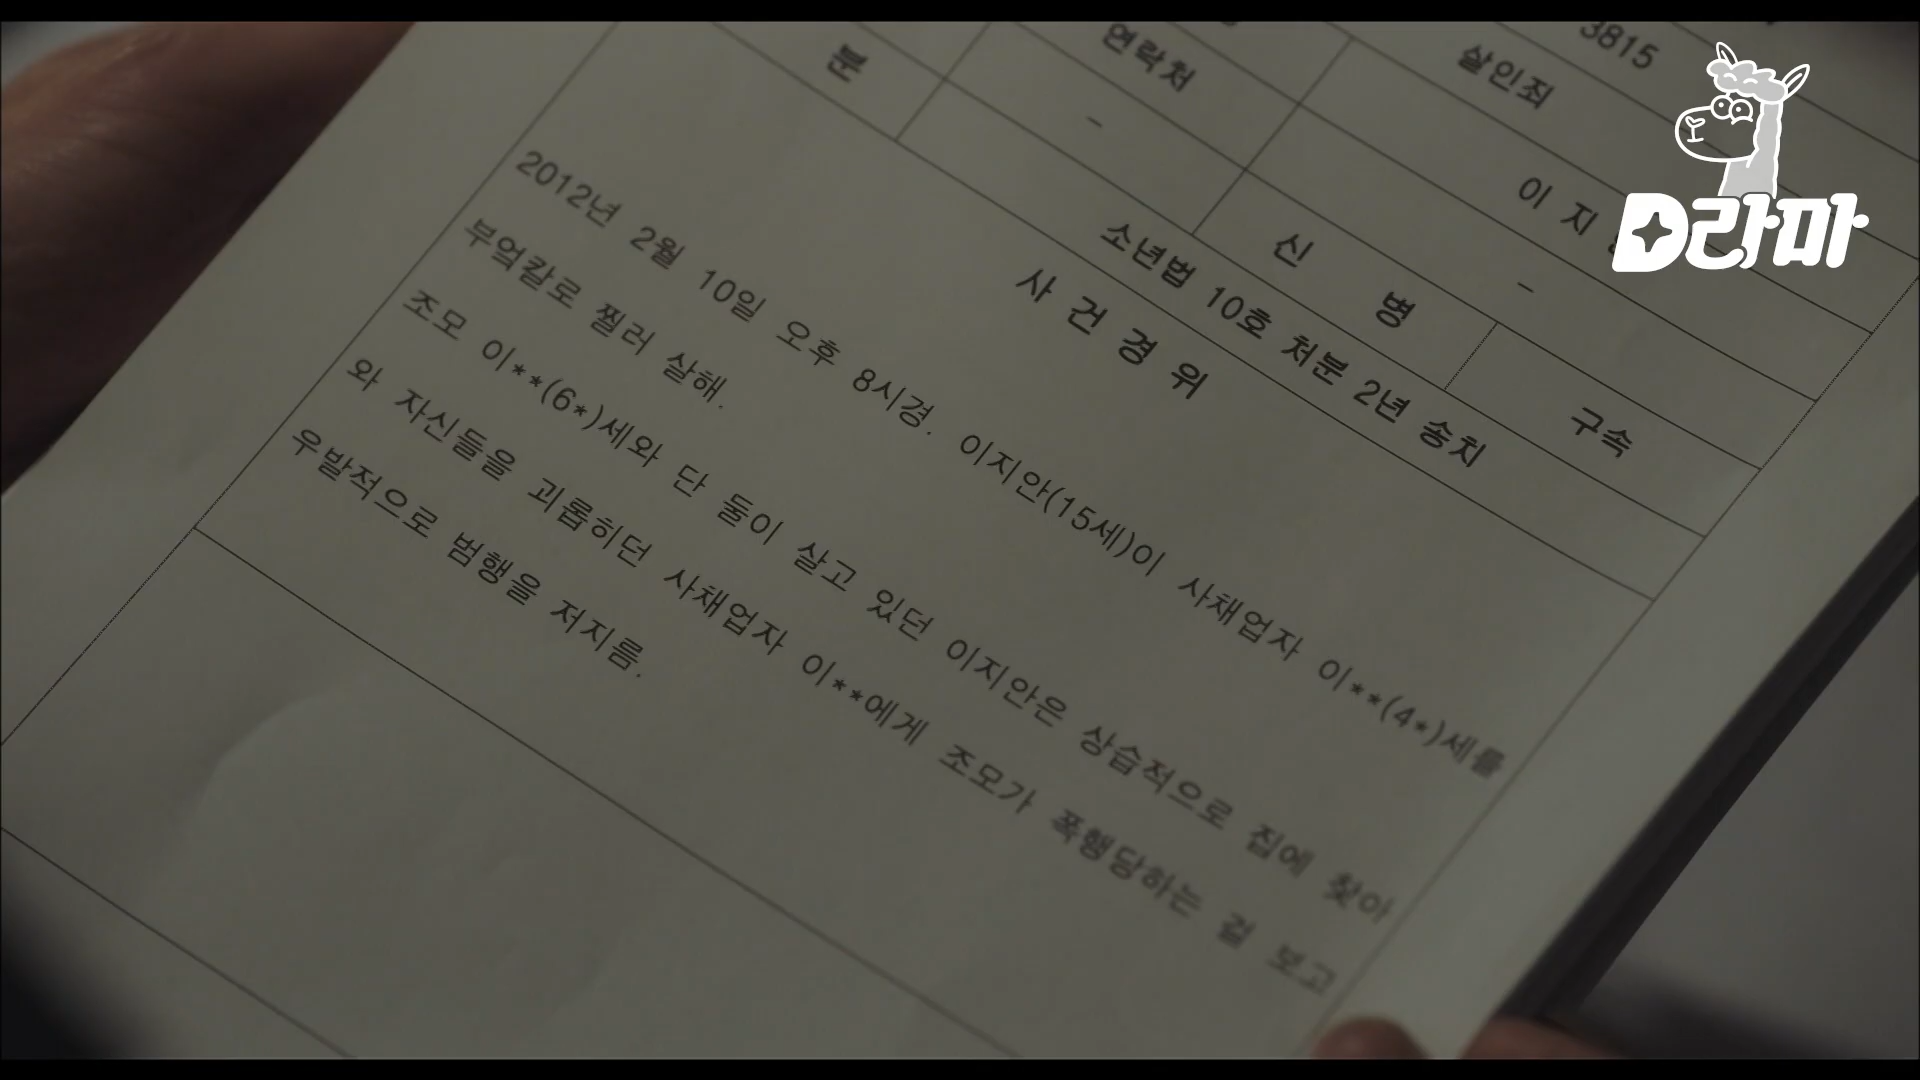 3815
살인죄
연락처
이 지
분
-
신 병
-
구속
소년법 10호 처분 2년 송치
사 건 경 위
2012년 2월 10일 오후 8시경. 이지안(15세)이 사채업자 이**(4*)세를
부엌칼로 찔러 살해.
조모 이**(6*)세와 단 둘이 살고 있던 이지안은 상습적으로 집에 찾아
와 자신들을 괴롭히던 사채업자 이**에게 조모가 폭행당하는 걸 보고
우발적으로 범행을 저지름.
D라마